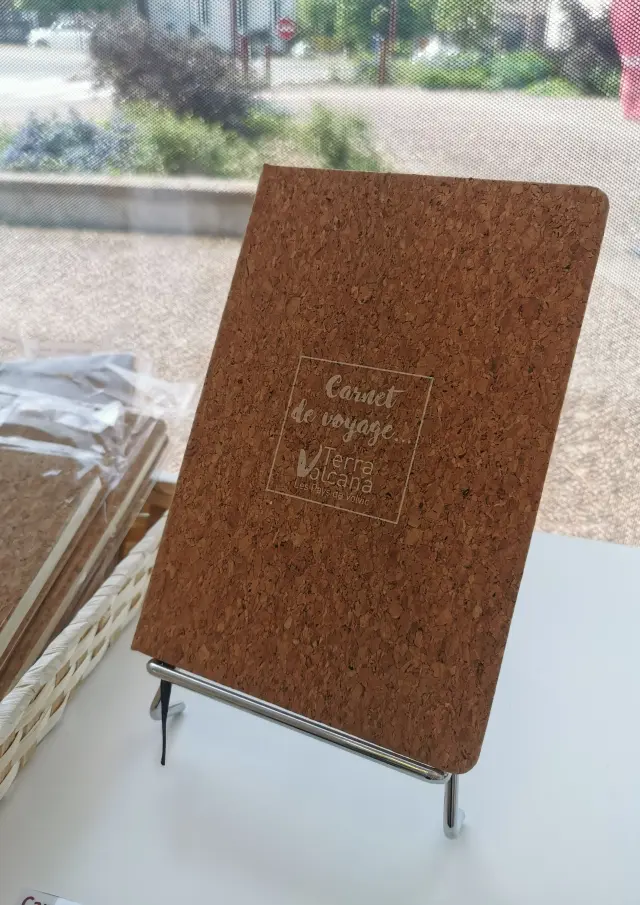 Carnet
de voyage...
Terra
Volcana
Les Pays de Volvic